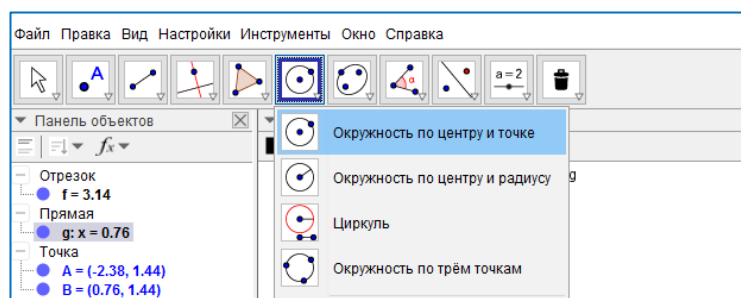 Файл Правка Вид Настройки Инструменты Окно Справка
A α a=2
Панель объектов
fx
Окружность по центру и точке
Отрезок
f = 3.14
Окружность по центру и радиусу g
Прямая
g: x = 0.76
Циркуль
Точка
A = (-2.38, 1.44)
Окружность по трём точкам
B = (0.76, 1.44)